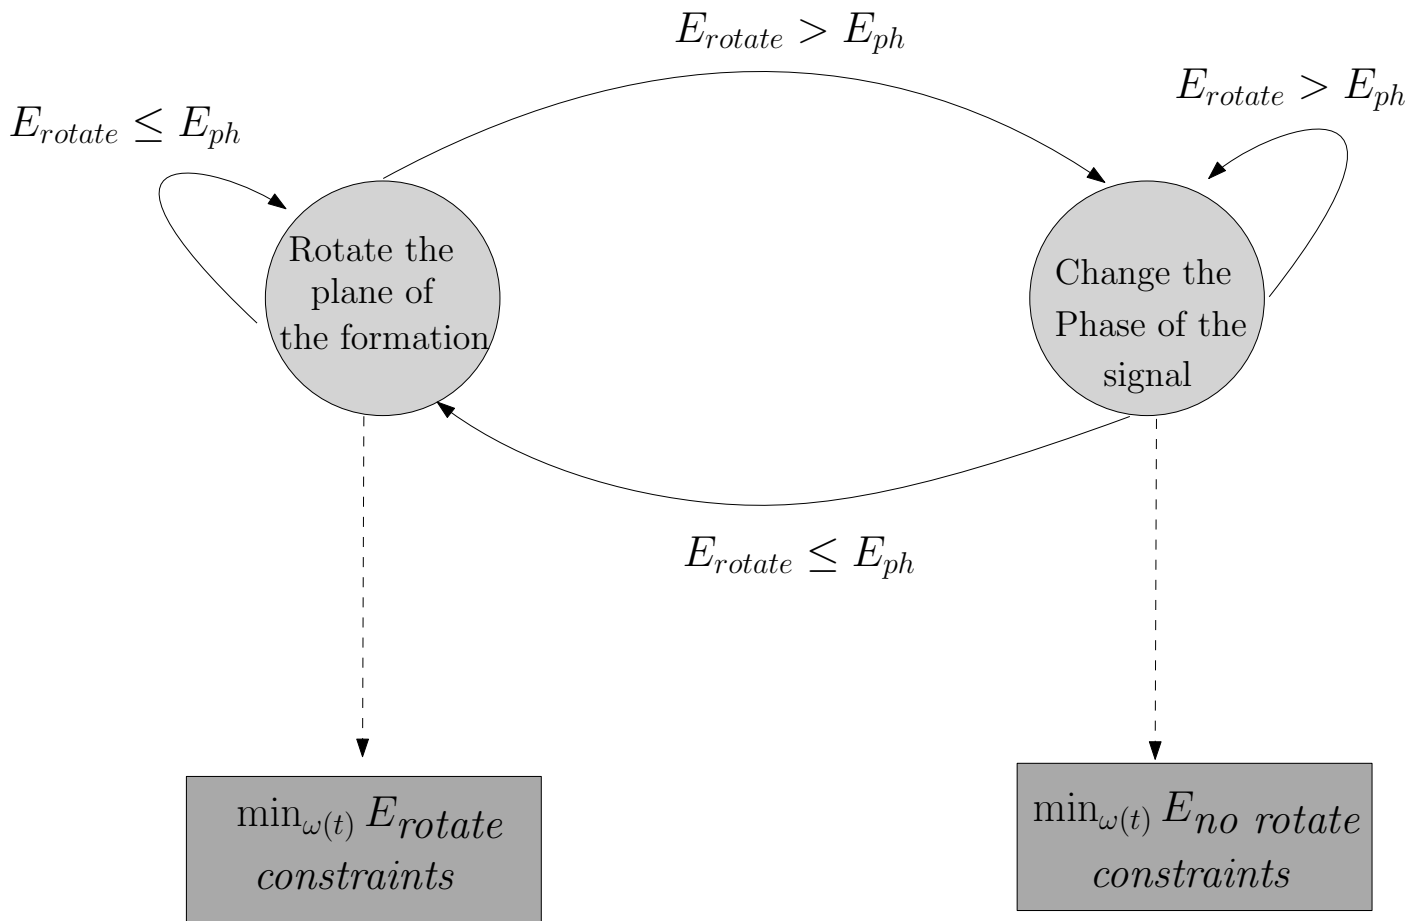 E_{rotate} > E_{ph}
E_{rotate} > E_{ph}
E_{rotate} ≤ E_{ph}
Rotate the
plane of
the formation
Change the
Phase of the
signal
E_{rotate} ≤ E_{ph}
min_{ω(t)} E_{rotate}
constraints
min_{ω(t)} E_{no rotate}
constraints